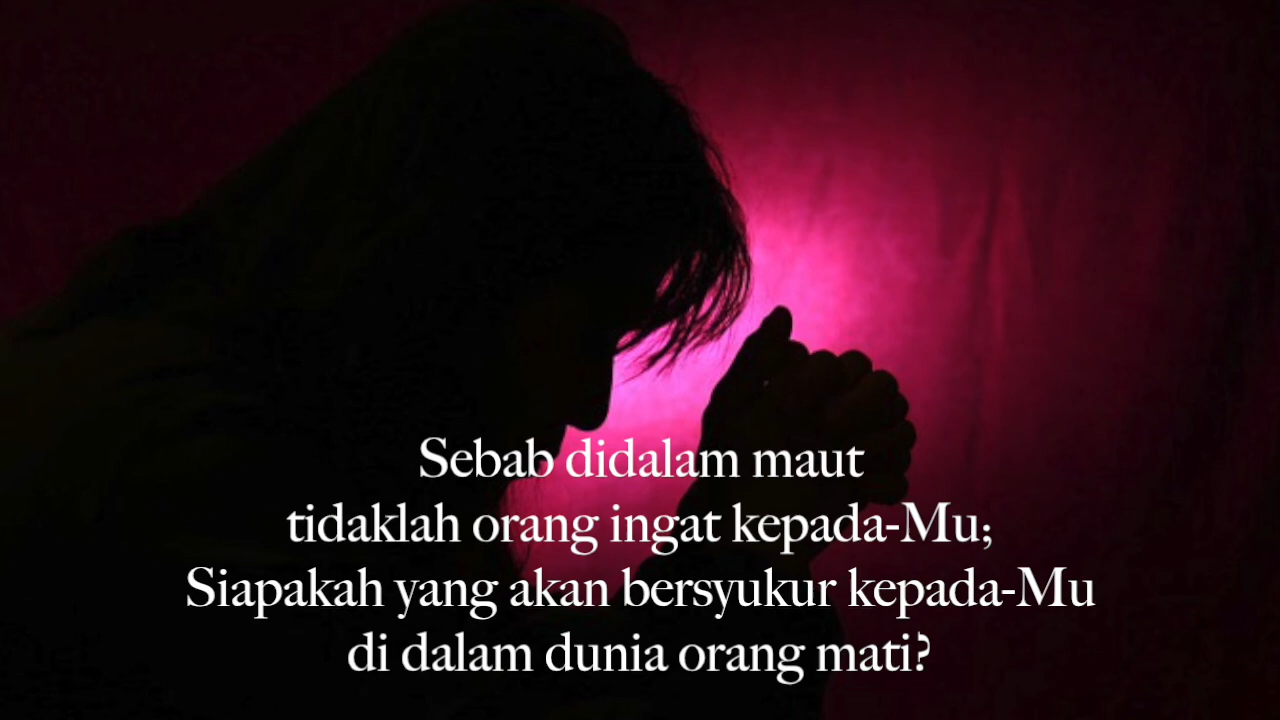 Sebab didalam maut
tidaklah orang ingat kepada-Mu;
Siapakah yang akan bersyukur kepada-Mu
di dalam dunia orang mati?